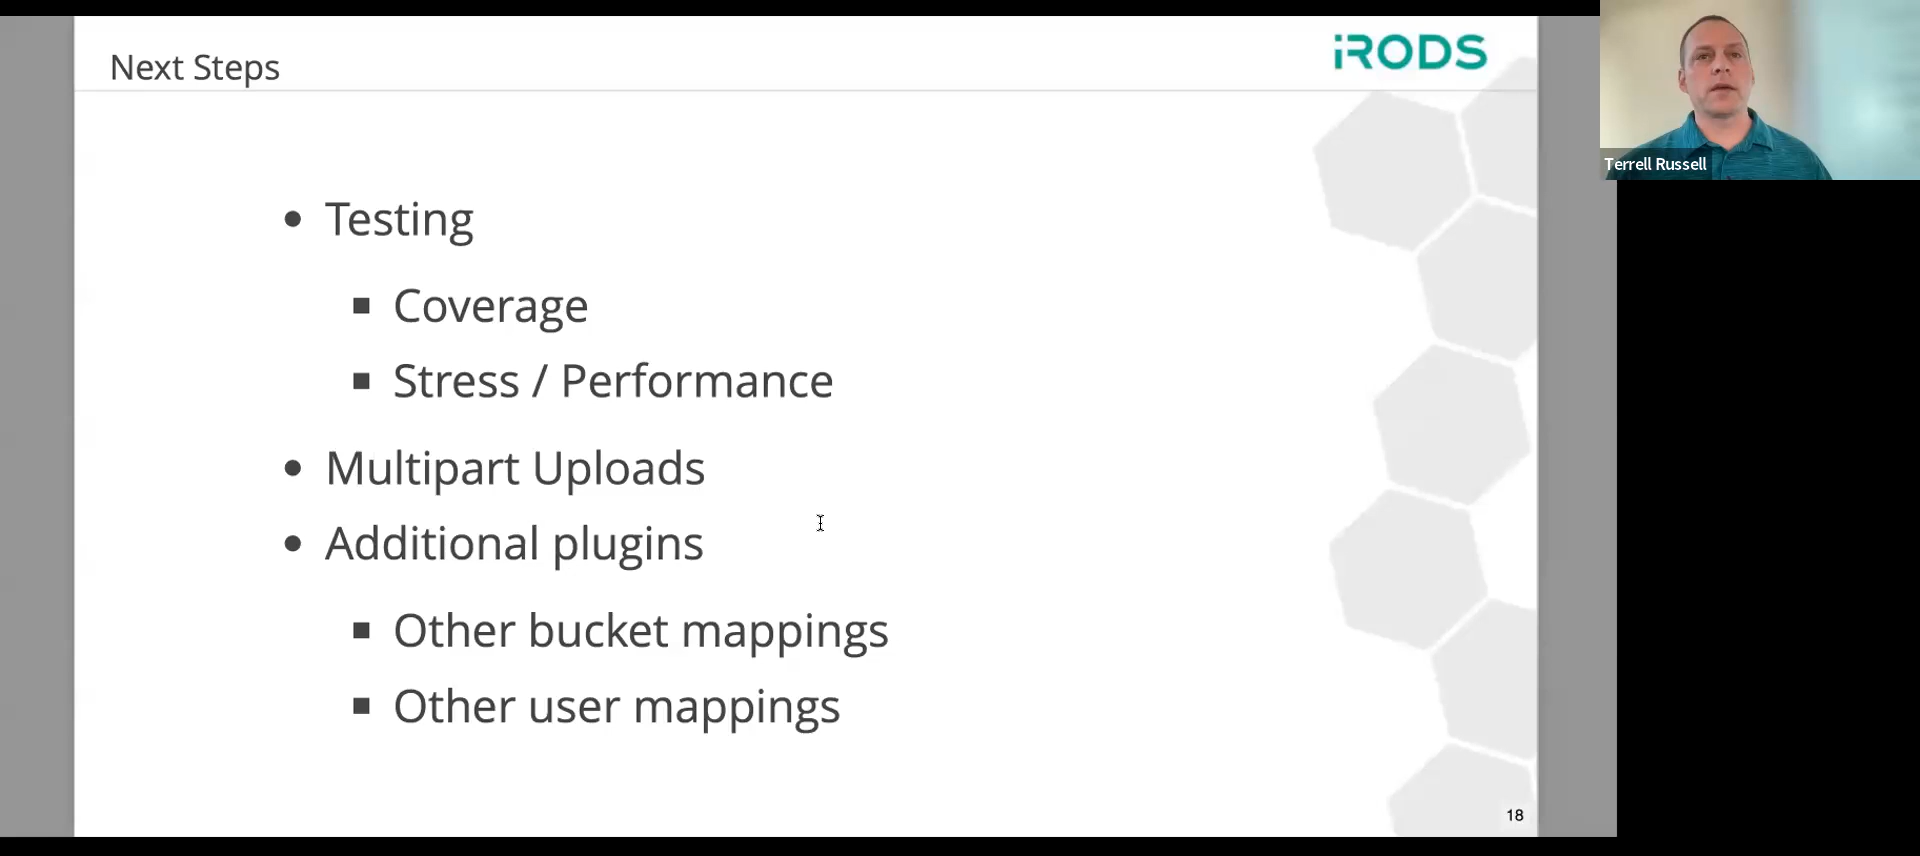 Next Steps
iRODS
Terrell Russell
Testing
Coverage
Stress / Performance
Multipart Uploads
Additional plugins
Other bucket mappings
Other user mappings
18